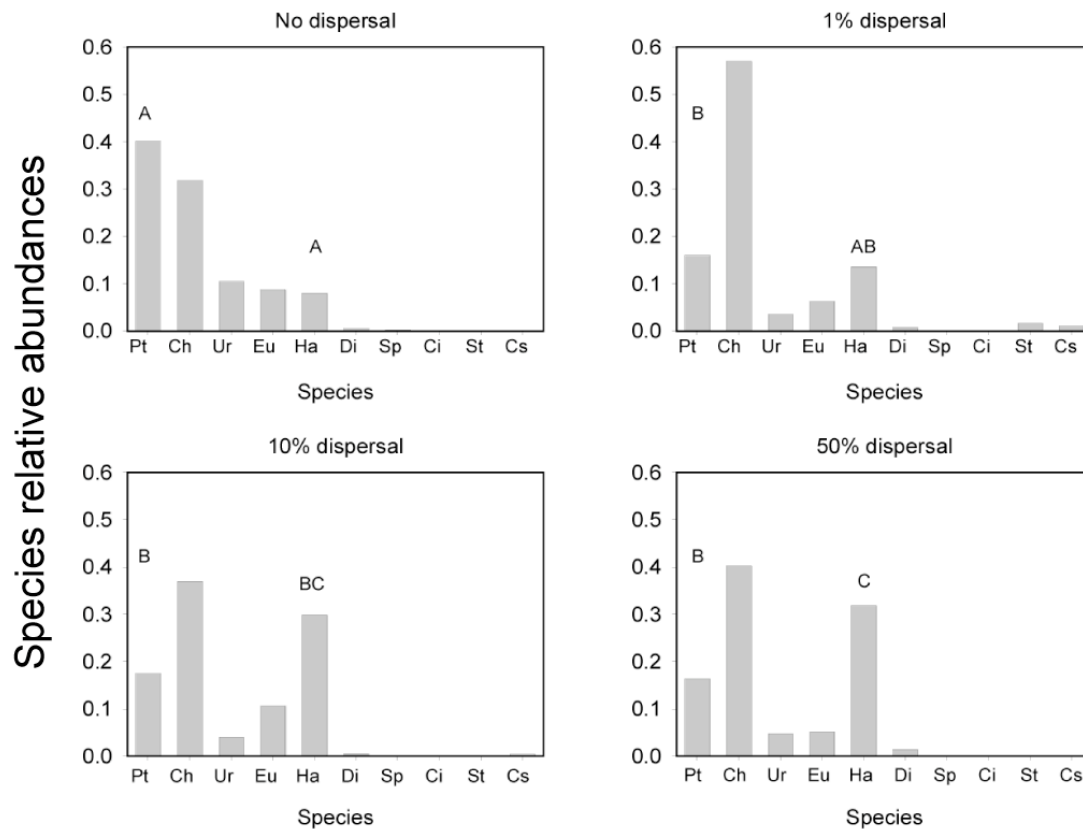 Species relative abundances
No dispersal
0.6
0.5
0.4
0.3
0.2
0.1
0.0
A
A
Pt Ch Ur Eu Ha Di Sp Ci St Cs
Species
1% dispersal
0.6
0.5
0.4
0.3
0.2
0.1
0.0
B
AB
Pt Ch Ur Eu Ha Di Sp Ci St Cs
Species
10% dispersal
0.6
0.5
0.4
0.3
0.2
0.1
0.0
B
BC
Pt Ch Ur Eu Ha Di Sp Ci St Cs
Species
50% dispersal
0.6
0.5
0.4
0.3
0.2
0.1
0.0
B
C
Pt Ch Ur Eu Ha Di Sp Ci St Cs
Species